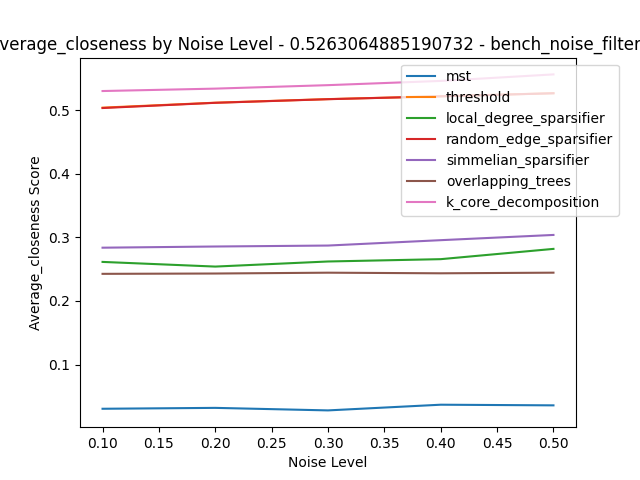 verage_closeness by Noise Level - 0.5263064885190732 - bench_noise_filter
mst
threshold
local_degree_sparsifier
random_edge_sparsifier
simmelian_sparsifier
overlapping_trees
k_core_decomposition
Average_closeness Score
0.5
0.4
0.3
0.2
0.1
0.10 0.15 0.20 0.25 0.30 0.35 0.40 0.45 0.50
Noise Level